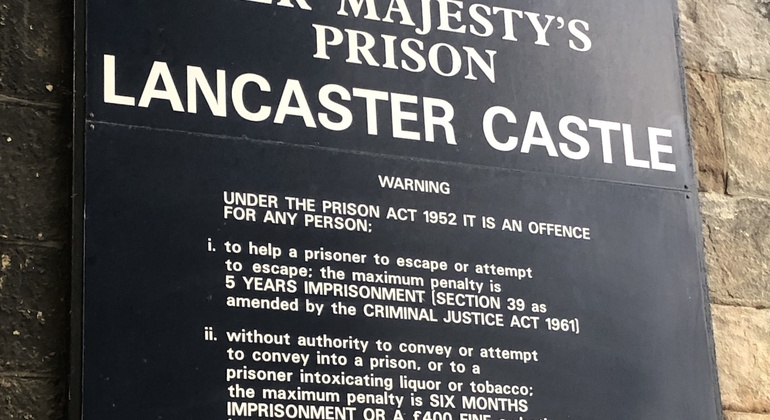 HER MAJESTY'S
PRISON
LANCASTER CASTLE
WARNING
UNDER THE PRISON ACT 1952 IT IS AN OFFENCE
FOR ANY PERSON;
i. to help a prisoner to escape or attempt
to escape; the maximum penalty is
5 YEARS IMPRISONMENT [SECTION 39 as
amended by the CRIMINAL JUSTICE ACT 1961]
ii. without authority to convey or attempt
to convey into a prison, or to a
prisoner intoxicating liquor or tobacco;
the maximum penalty is SIX MONTHS
IMPRISONMENT OR A £400 FINE